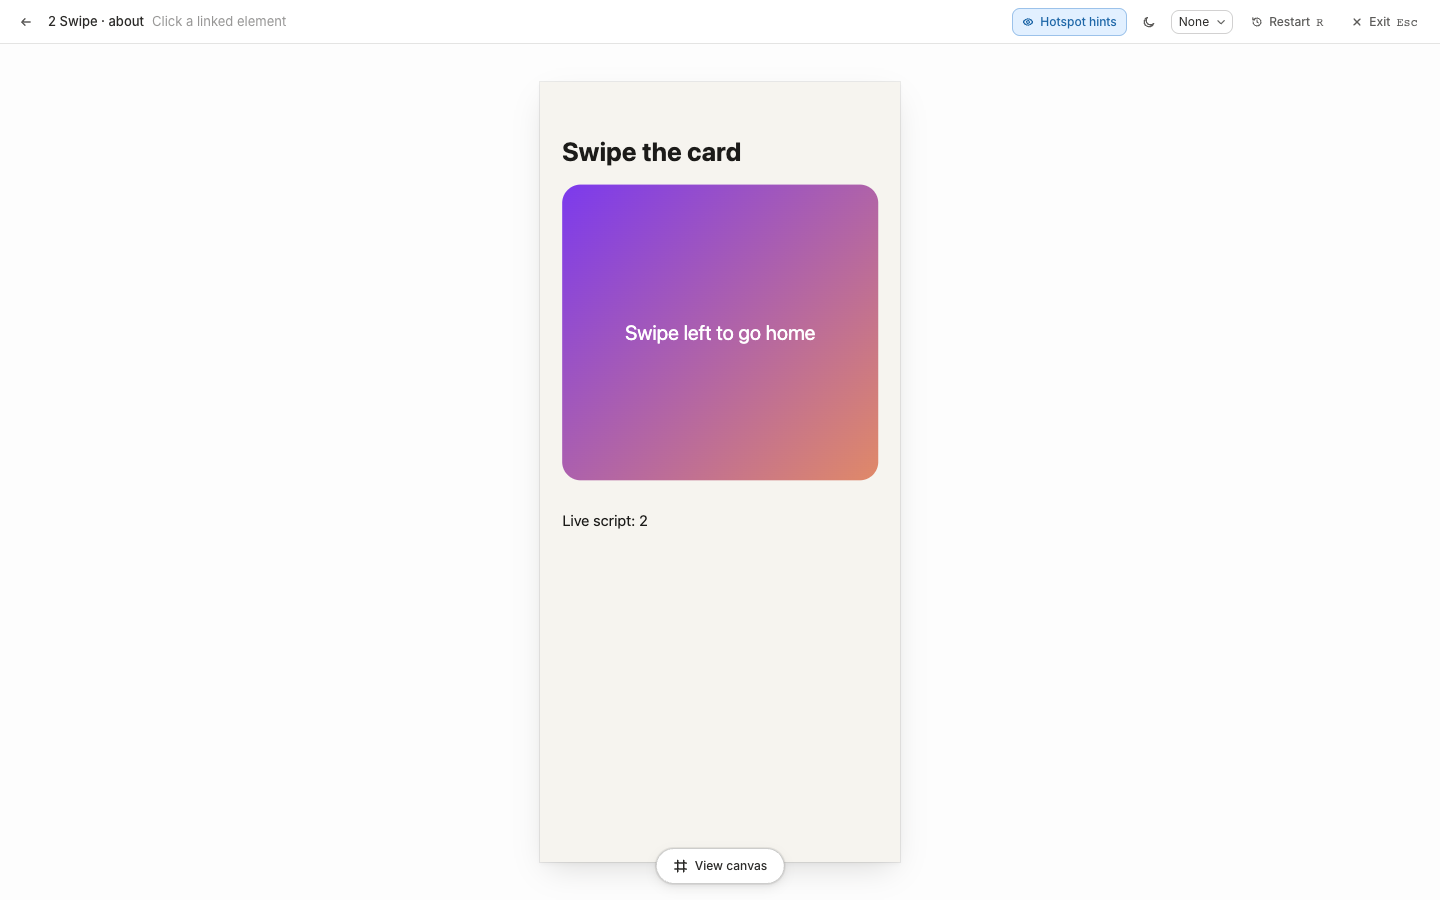 2 Swipe · about Click a linked element Hotspot hints None Restart R Exit Esc
Swipe the card
Swipe left to go home
Live script: 2
View canvas